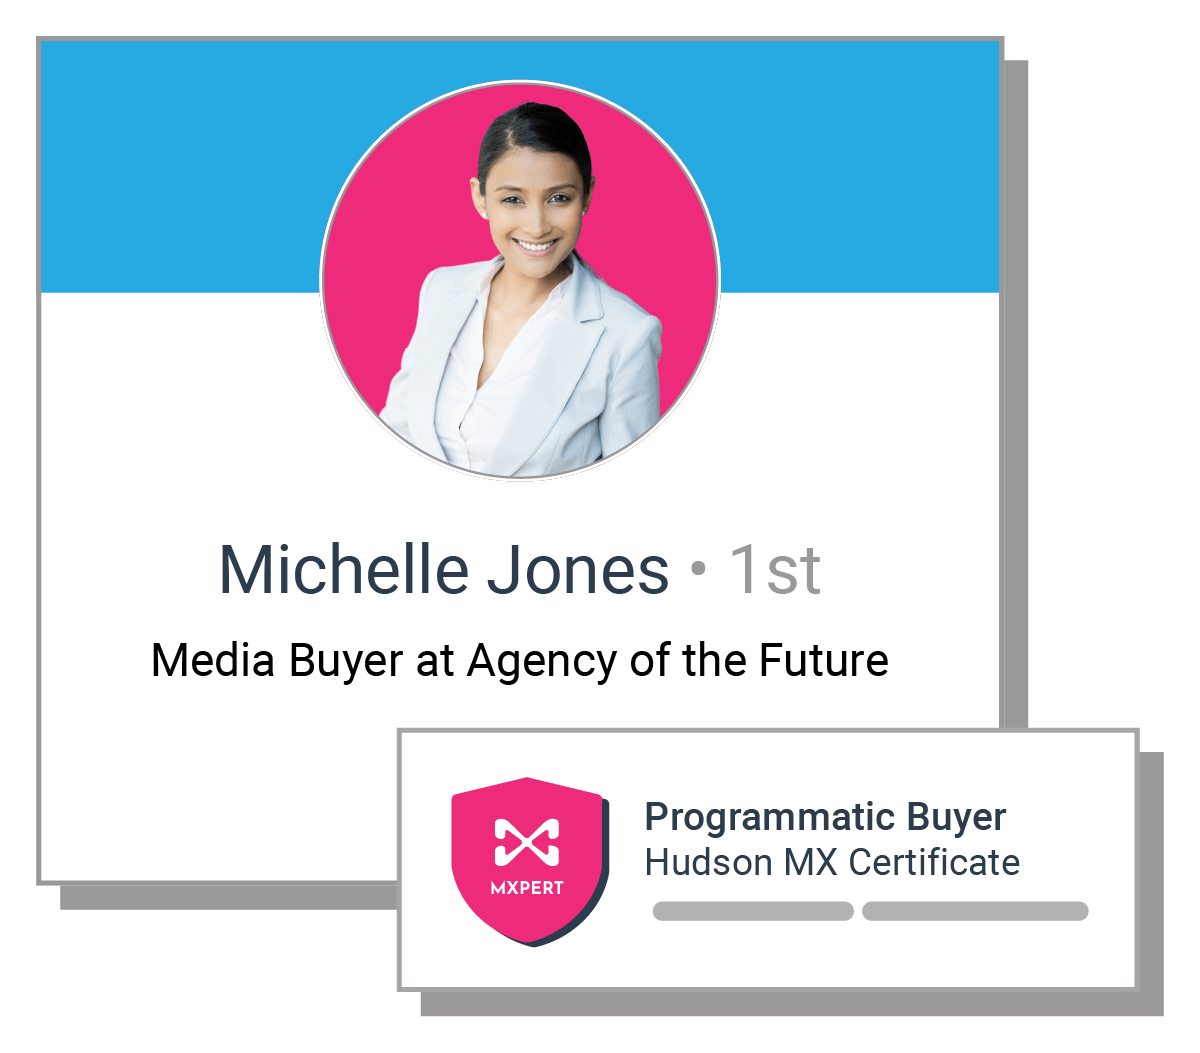 Michelle Jones • 1st
Media Buyer at Agency of the Future
Programmatic Buyer
Hudson MX Certificate
MXPERT